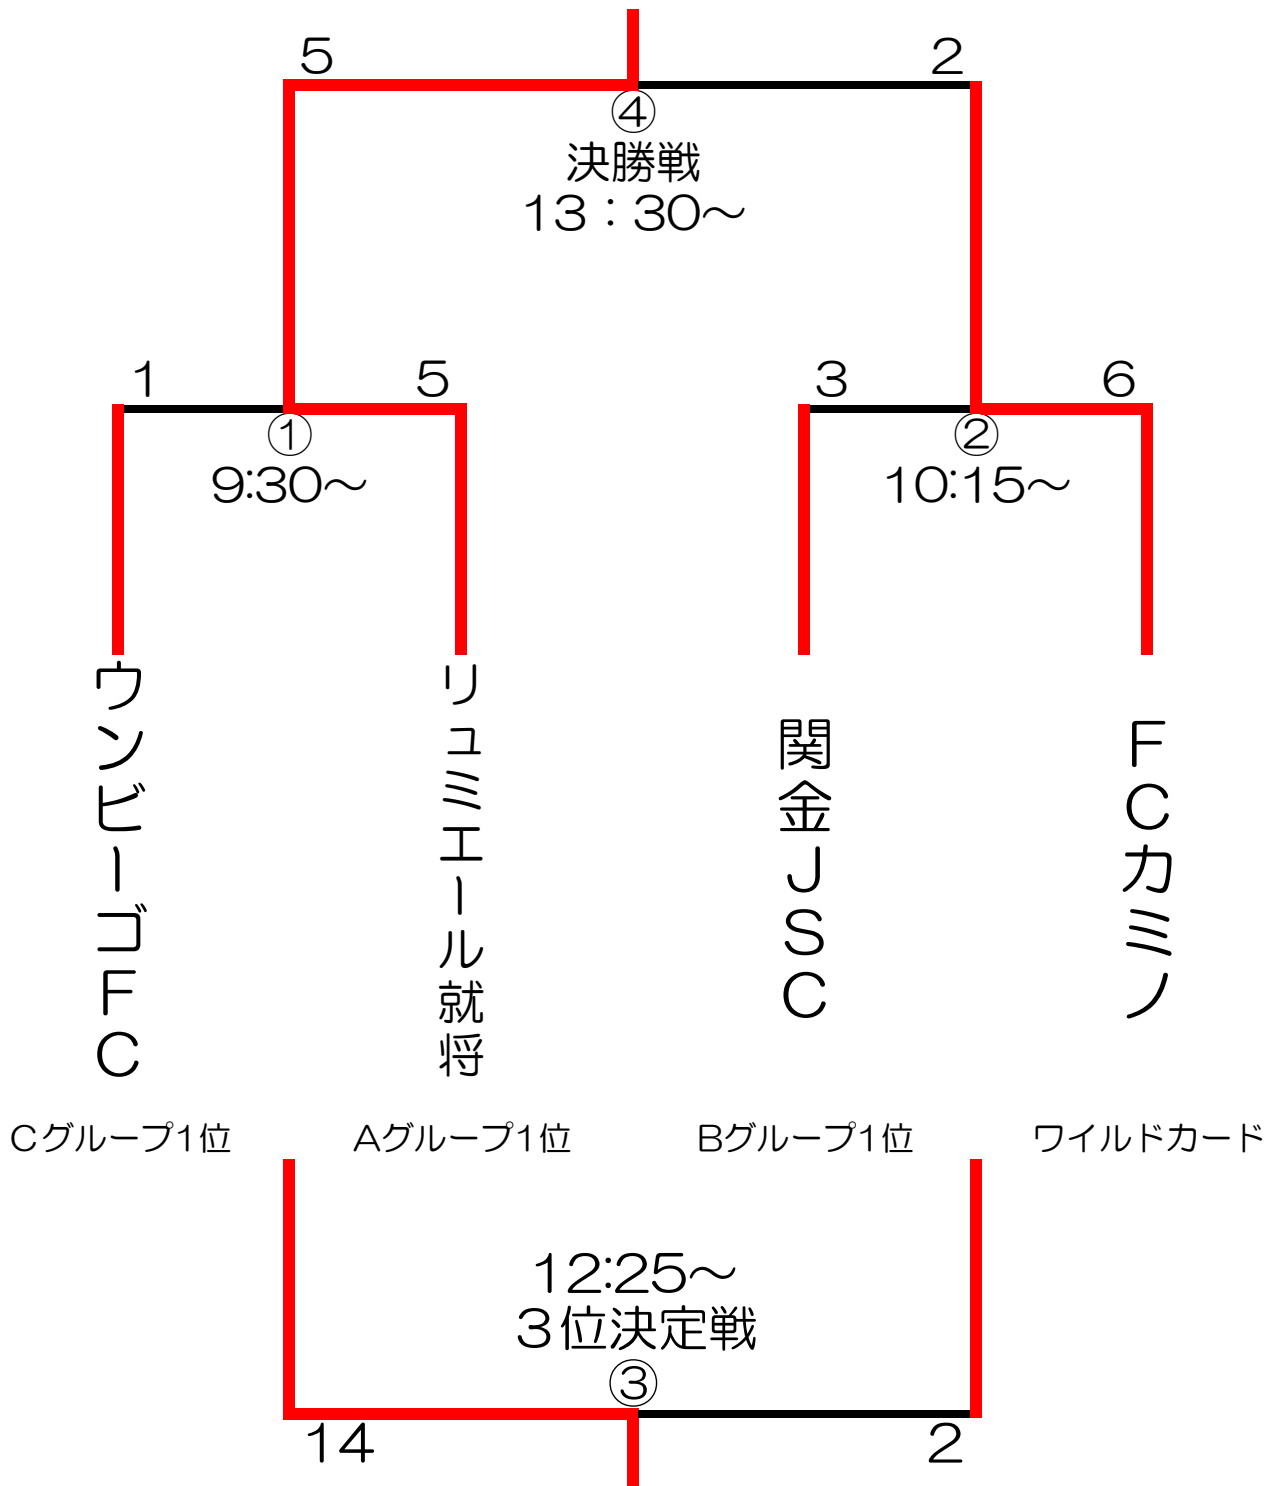 5
2
④
決勝戦
13：30～
1
5
3
6
①
②
9:30～
10:15～
ウンビーゴFC
リュミエール就将
関金JSC
FCカミノ
Cグループ1位
Aグループ1位
Bグループ1位
ワイルドカード
12:25～
３位決定戦
③
14
2